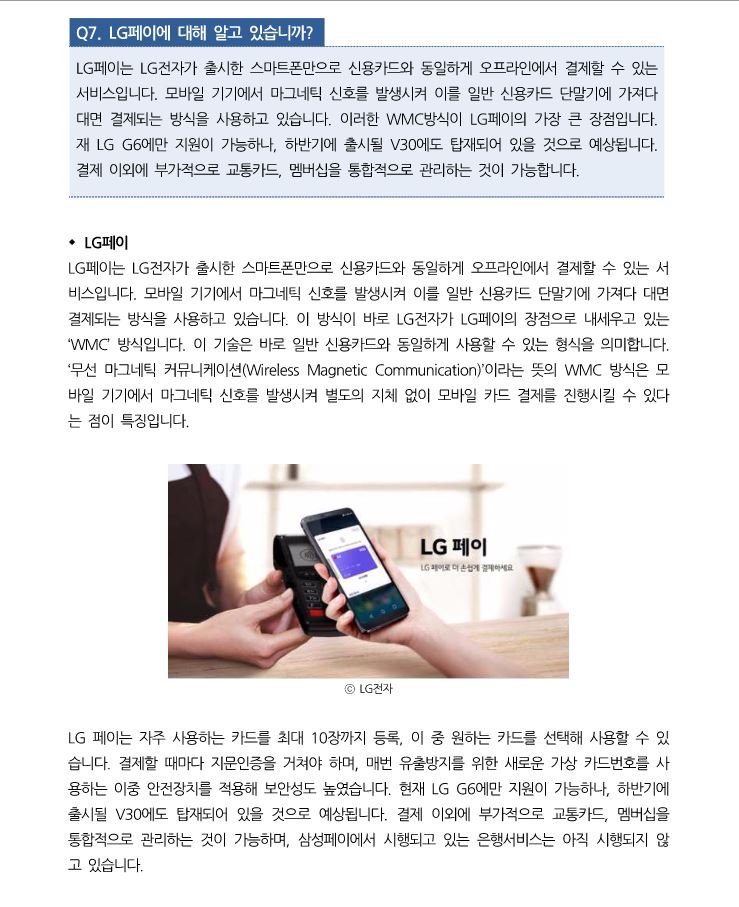 Q7. LG페이에 대해 알고 있습니까?
LG페이는 LG전자가 출시한 스마트폰만으로 신용카드와 동일하게 오프라인에서 결제할 수 있는
서비스입니다. 모바일 기기에서 마그네틱 신호를 발생시켜 이를 일반 신용카드 단말기에 가져다
대면 결제되는 방식을 사용하고 있습니다. 이러한 WMC방식이 LG페이의 가장 큰 장점입니다.
재 LG G6에만 지원이 가능하나, 하반기에 출시될 V30에도 탑재되어 있을 것으로 예상됩니다.
결제 이외에 부가적으로 교통카드, 멤버십을 통합적으로 관리하는 것이 가능합니다.
◆ LG페이
LG페이는 LG전자가 출시한 스마트폰만으로 신용카드와 동일하게 오프라인에서 결제할 수 있는 서
비스입니다. 모바일 기기에서 마그네틱 신호를 발생시켜 이를 일반 신용카드 단말기에 가져다 대면
결제되는 방식을 사용하고 있습니다. 이 방식이 바로 LG전자가 LG페이의 장점으로 내세우고 있는
‘WMC’ 방식입니다. 이 기술은 바로 일반 신용카드와 동일하게 사용할 수 있는 형식을 의미합니다.
‘무선 마그네틱 커뮤니케이션(Wireless Magnetic Communication)’이라는 뜻의 WMC 방식은 모
바일 기기에서 마그네틱 신호를 발생시켜 별도의 지체 없이 모바일 카드 결제를 진행시킬 수 있다
는 점이 특징입니다.
LG 페이
LG 페이로 더 손쉽게 결제하세요
ⓒ LG전자
LG 페이는 자주 사용하는 카드를 최대 10장까지 등록, 이 중 원하는 카드를 선택해 사용할 수 있
습니다. 결제할 때마다 지문인증을 거쳐야 하며, 매번 유출방지를 위한 새로운 가상 카드번호를 사
용하는 이중 안전장치를 적용해 보안성도 높였습니다. 현재 LG G6에만 지원이 가능하나, 하반기에
출시될 V30에도 탑재되어 있을 것으로 예상됩니다. 결제 이외에 부가적으로 교통카드, 멤버십을
통합적으로 관리하는 것이 가능하며, 삼성페이에서 시행되고 있는 은행서비스는 아직 시행되지 않
고 있습니다.